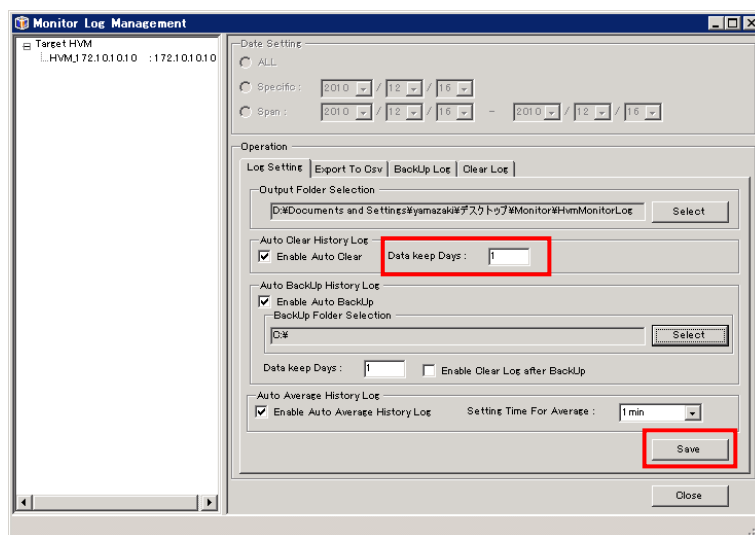 Monitor Log Management
Target HVM
HVM_172.10.10.10 :172.10.10.10
Date Setting
ALL
Specific : 2010 / 12 / 16
Span : 2010 / 12 / 16 - 2010 / 12 / 16
Operation
Log Setting Export To Csv BackUp Log Clear Log
Output Folder Selection
D:¥Documents and Settings¥yamazaki¥デスクトップ¥Monitor¥HvmMonitorLog Select
Auto Clear History Log
Enable Auto Clear Data keep Days : 1
Auto BackUp History Log
Enable Auto BackUp
BackUp Folder Selection
C:¥ Select
Data keep Days : 1 Enable Clear Log after BackUp
Auto Average History Log
Enable Auto Average History Log Setting Time For Average : 1 min
Save
Close